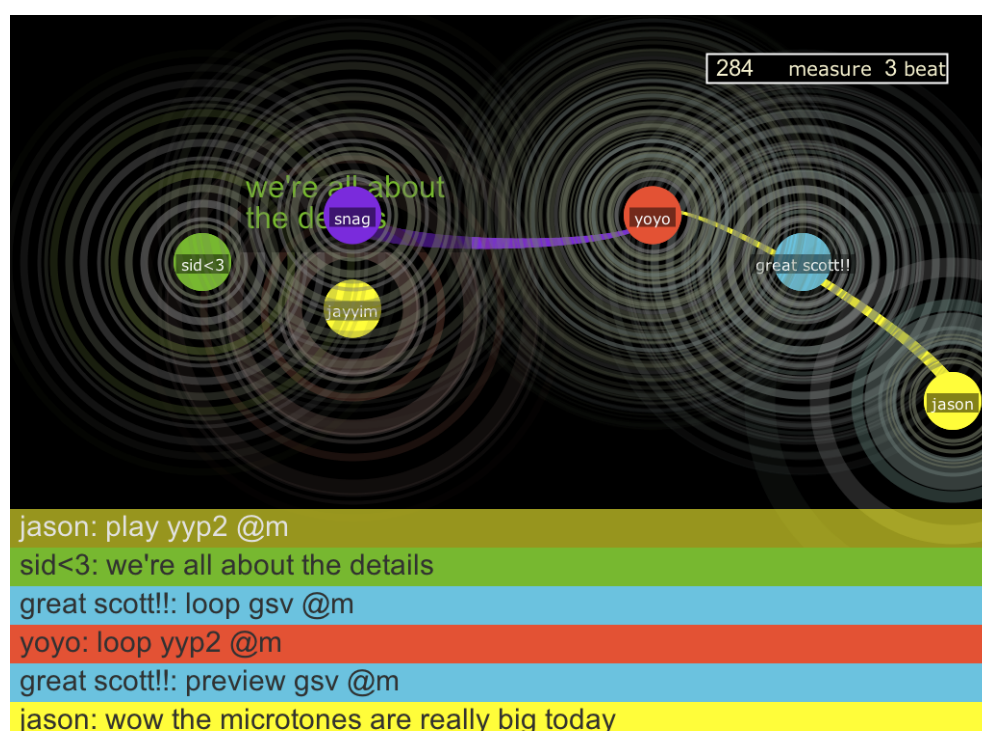 284 measure 3 beat
we're all about
the details
snag
yoyo
sid<3
great scott!!
jayyim
jason
jason: play yyp2 @m
sid<3: we're all about the details
great scott!!: loop gsv @m
yoyo: loop yyp2 @m
great scott!!: preview gsv @m
jason: wow the microtones are really big today